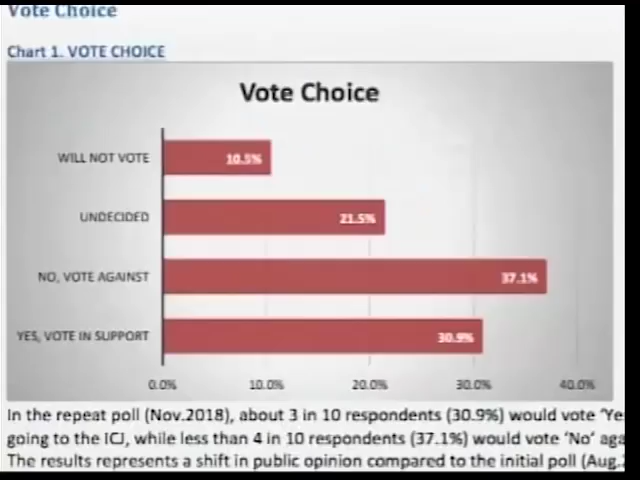 Vote Choice
Chart 1. VOTE CHOICE
Vote Choice
WILL NOT VOTE 10.5%
UNDECIDED 21.5%
NO, VOTE AGAINST 37.1%
YES, VOTE IN SUPPORT 30.9%
0.0% 10.0% 20.0% 30.0% 40.0%
In the repeat poll (Nov.2018), about 3 in 10 respondents (30.9%) would vote ‘Ye
going to the ICJ, while less than 4 in 10 respondents (37.1%) would vote ‘No’ aga
The results represents a shift in public opinion compared to the initial poll (Aug.